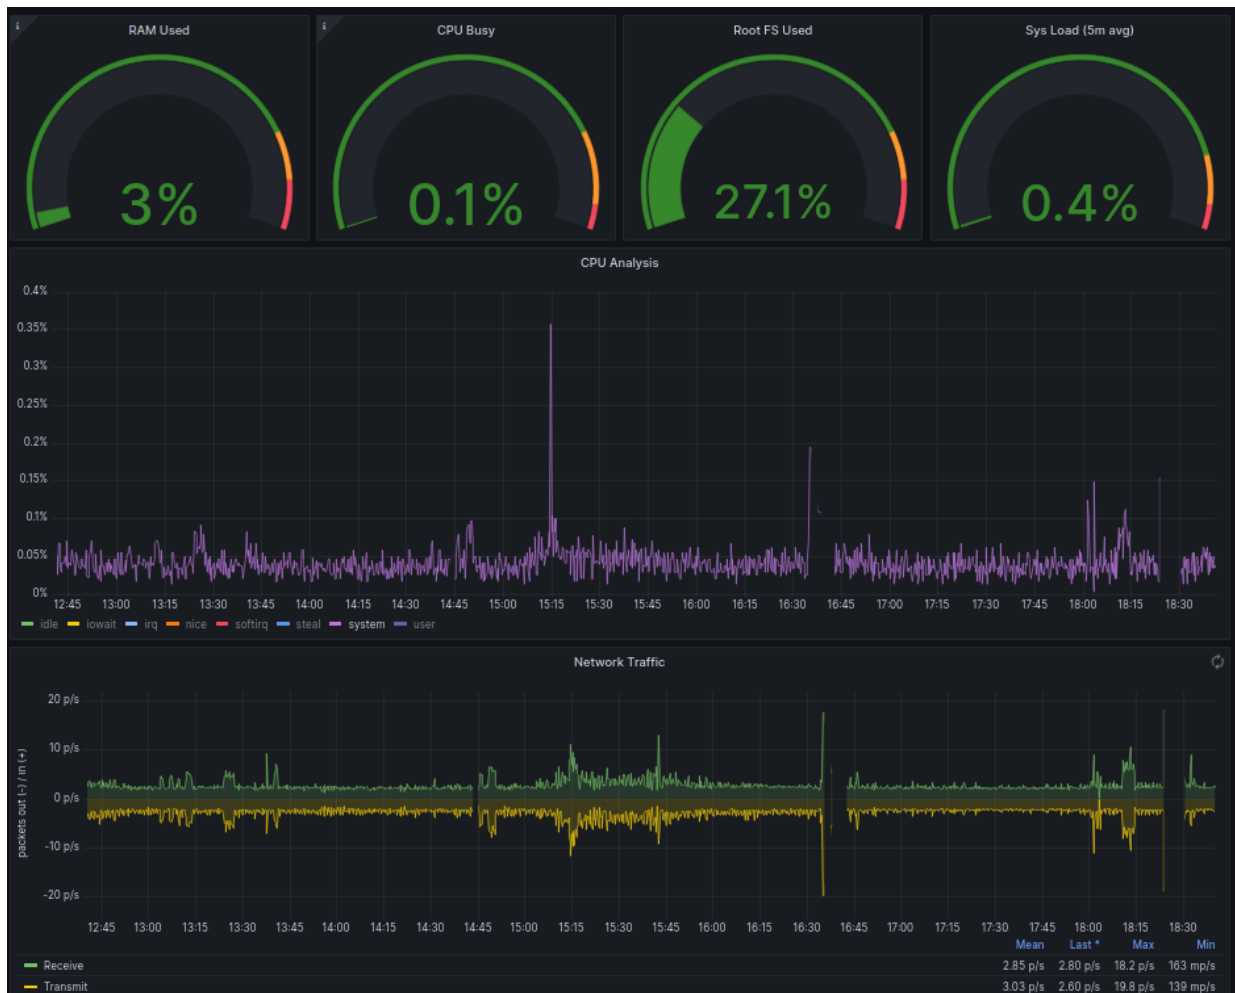 RAM Used
CPU Busy
Root FS Used
Sys Load (5m avg)
3%
0.1%
27.1%
0.4%
CPU Analysis
0.4%
0.35%
0.3%
0.25%
0.2%
0.15%
0.1%
0.05%
0%
12:45 13:00 13:15 13:30 13:45 14:00 14:15 14:30 14:45 15:00 15:15 15:30 15:45 16:00 16:15 16:30 16:45 17:00 17:15 17:30 17:45 18:00 18:15 18:30
idle iowait irq nice softirq steal system user
Network Traffic
packets out (-) / in (+)
20 p/s
10 p/s
0 p/s
-10 p/s
-20 p/s
12:45 13:00 13:15 13:30 13:45 14:00 14:15 14:30 14:45 15:00 15:15 15:30 15:45 16:00 16:15 16:30 16:45 17:00 17:15 17:30 17:45 18:00 18:15 18:30
Mean Last * Max Min
Receive 2.85 p/s 2.80 p/s 18.2 p/s 163 mp/s
Transmit 3.03 p/s 2.60 p/s 19.8 p/s 139 mp/s